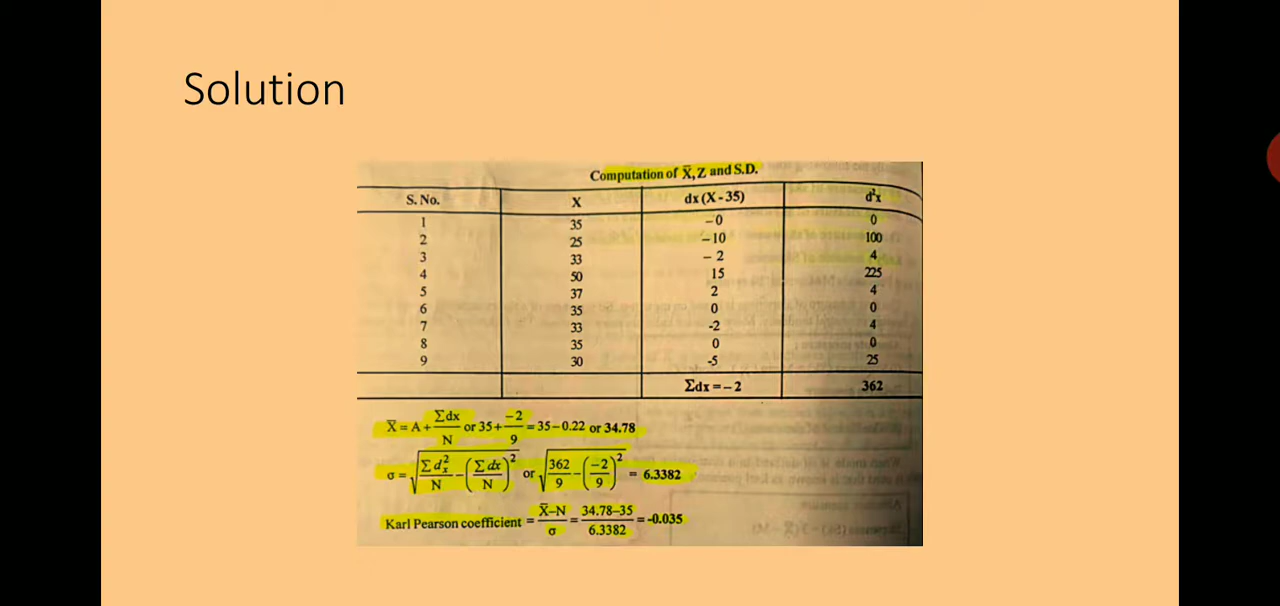 Solution
Computation of X̄, Z and S.D.
S. No. X dx (X - 35) d²x
1 35 –0 0
2 25 –10 100
3 33 – 2 4
4 50 15 225
5 37 2 4
6 35 0 0
7 33 -2 4
8 35 0 0
9 30 -5 25
Σdx = – 2 362
X̄ = A + Σdx/N or 35 + –2/9 = 35 – 0.22 or 34.78
σ = √(Σd²x/N – (Σdx/N)²) or √(362/9 – (–2/9)²) = 6.3382
Karl Pearson coefficient = X̄–N/σ = 34.78–35/6.3382 = -0.035